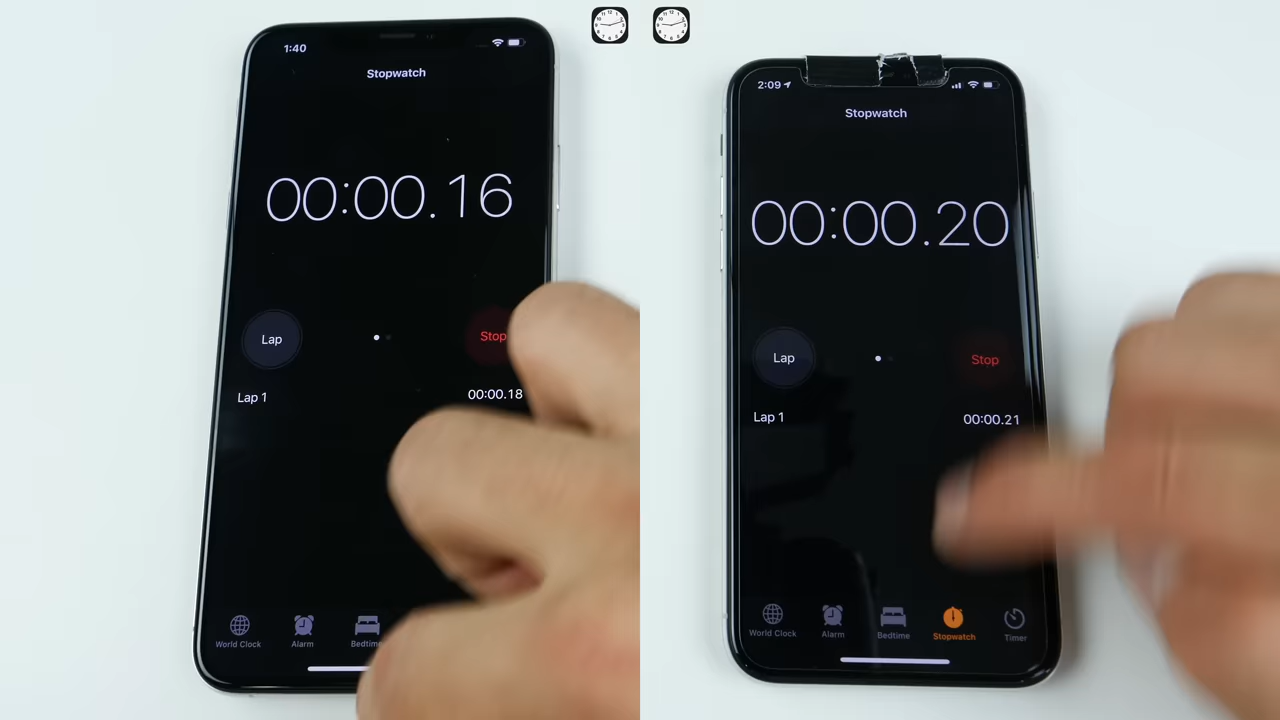 1:40
Stopwatch
00:00.16
Lap
Stop
Lap 1
00:00.18
World Clock
Alarm
Bedtime
2:09
Stopwatch
00:00.20
Lap
Stop
Lap 1
00:00.21
World Clock
Alarm
Bedtime
Stopwatch
Timer